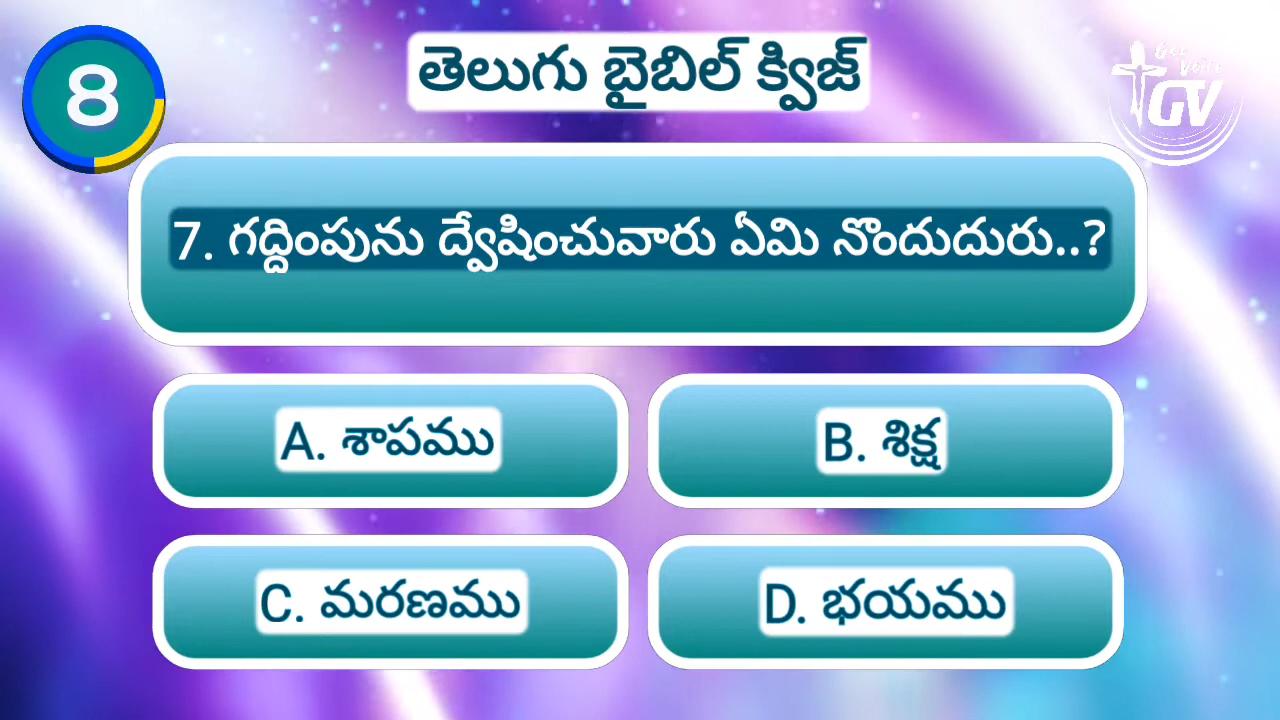 8
తెలుగు బైబిల్ క్విజ్
GV
7. గద్దింపును ద్వేషించువారు ఏమి నొందుదురు..?
A. శాపము
B. శిక్ష
C. మరణము
D. భయము